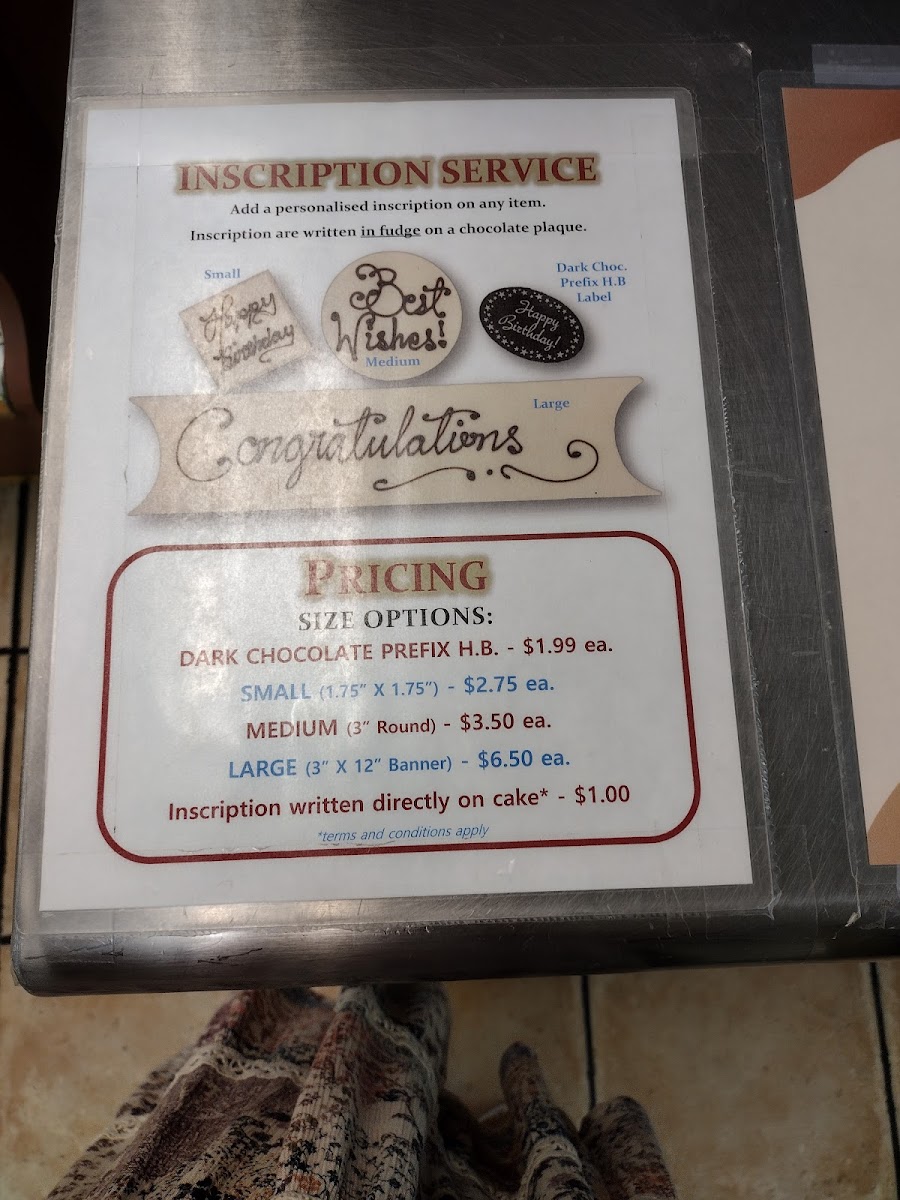 INSCRIPTION SERVICE
Add a personalised inscription on any item.
Inscription are written in fudge on a chocolate plaque.
Small
Happy
Birthday
Best
Wishes!
Medium
Dark Choc.
Prefix H.B
Label
Happy
Birthday!
Large
Congratulations
PRICING
SIZE OPTIONS:
DARK CHOCOLATE PREFIX H.B. - $1.99 ea.
SMALL (1.75" X 1.75") - $2.75 ea.
MEDIUM (3" Round) - $3.50 ea.
LARGE (3" X 12" Banner) - $6.50 ea.
Inscription written directly on cake* - $1.00
*terms and conditions apply